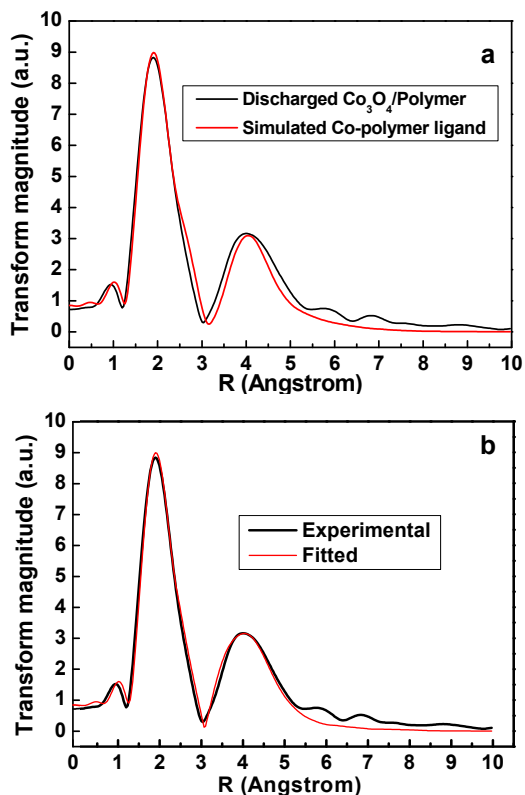 a
Discharged Co₃O₄/Polymer
Simulated Co-polymer ligand
Transform magnitude (a.u.)
10
9
8
7
6
5
4
3
2
1
0
0 1 2 3 4 5 6 7 8 9 10
R (Angstrom)
b
Experimental
Fitted
Transform magnitude (a.u.)
10
9
8
7
6
5
4
3
2
1
0
0 1 2 3 4 5 6 7 8 9 10
R (Angstrom)